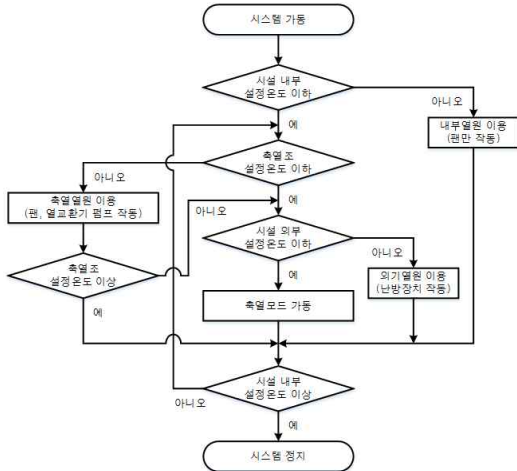 시스템 가동
시설 내부
설정온도 이하
아니오
예
내부열원 이용
(팬만 작동)
축열조
설정온도 이하
아니오
예
축열열원 이용
(팬, 열교환기 펌프 작동)
아니오
시설 외부
설정온도 이하
아니오
예
축열조
설정온도 이상
예
외기열원 이용
(난방장치 작동)
축열모드 가동
시설 내부
설정온도 이상
아니오
예
시스템 정지